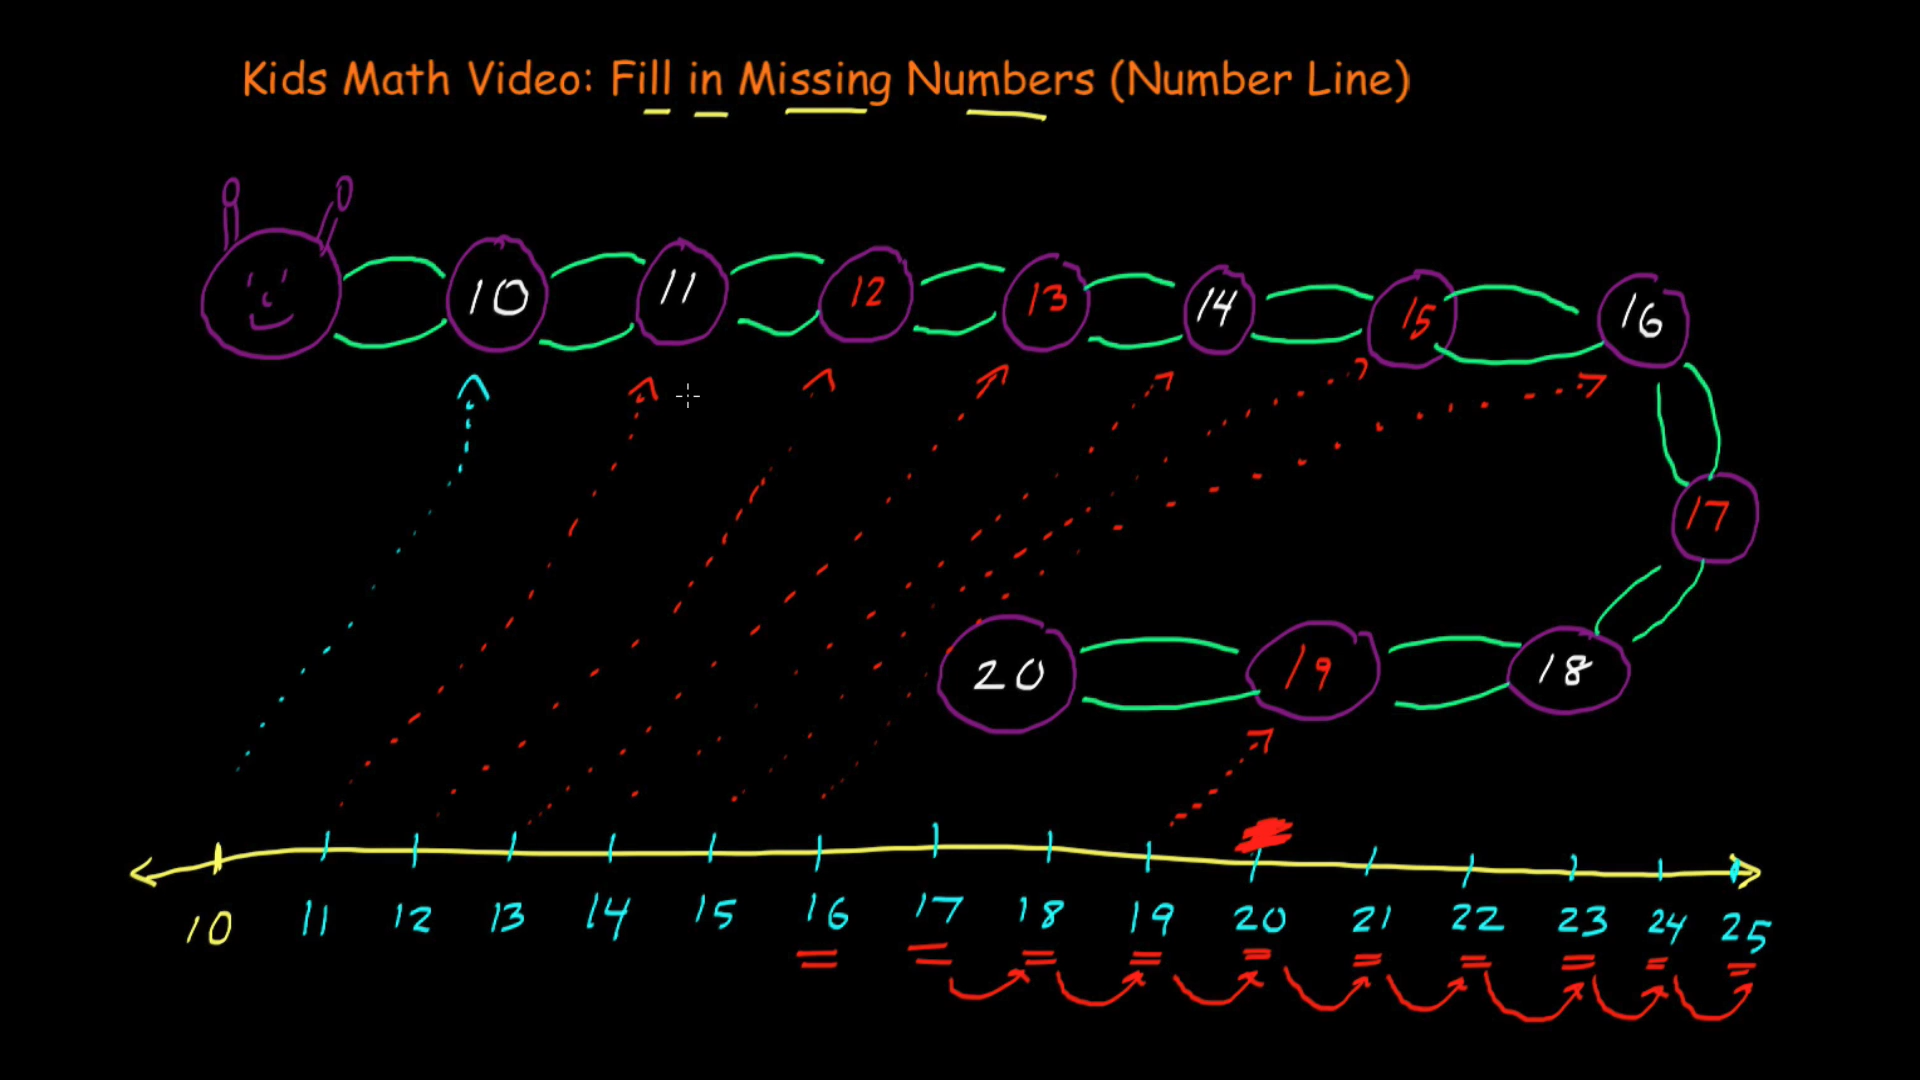 Kids Math Video: Fill in Missing Numbers (Number Line)
10 11 12 13 14 15 16
17
20 19 18
10 11 12 13 14 15 16 17 18 19 20 21 22 23 24 25